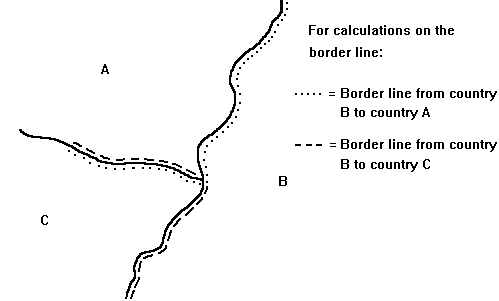 For calculations on the
border line:
A
= Border line from country
B to country A
= Border line from country
B to country C
B
C